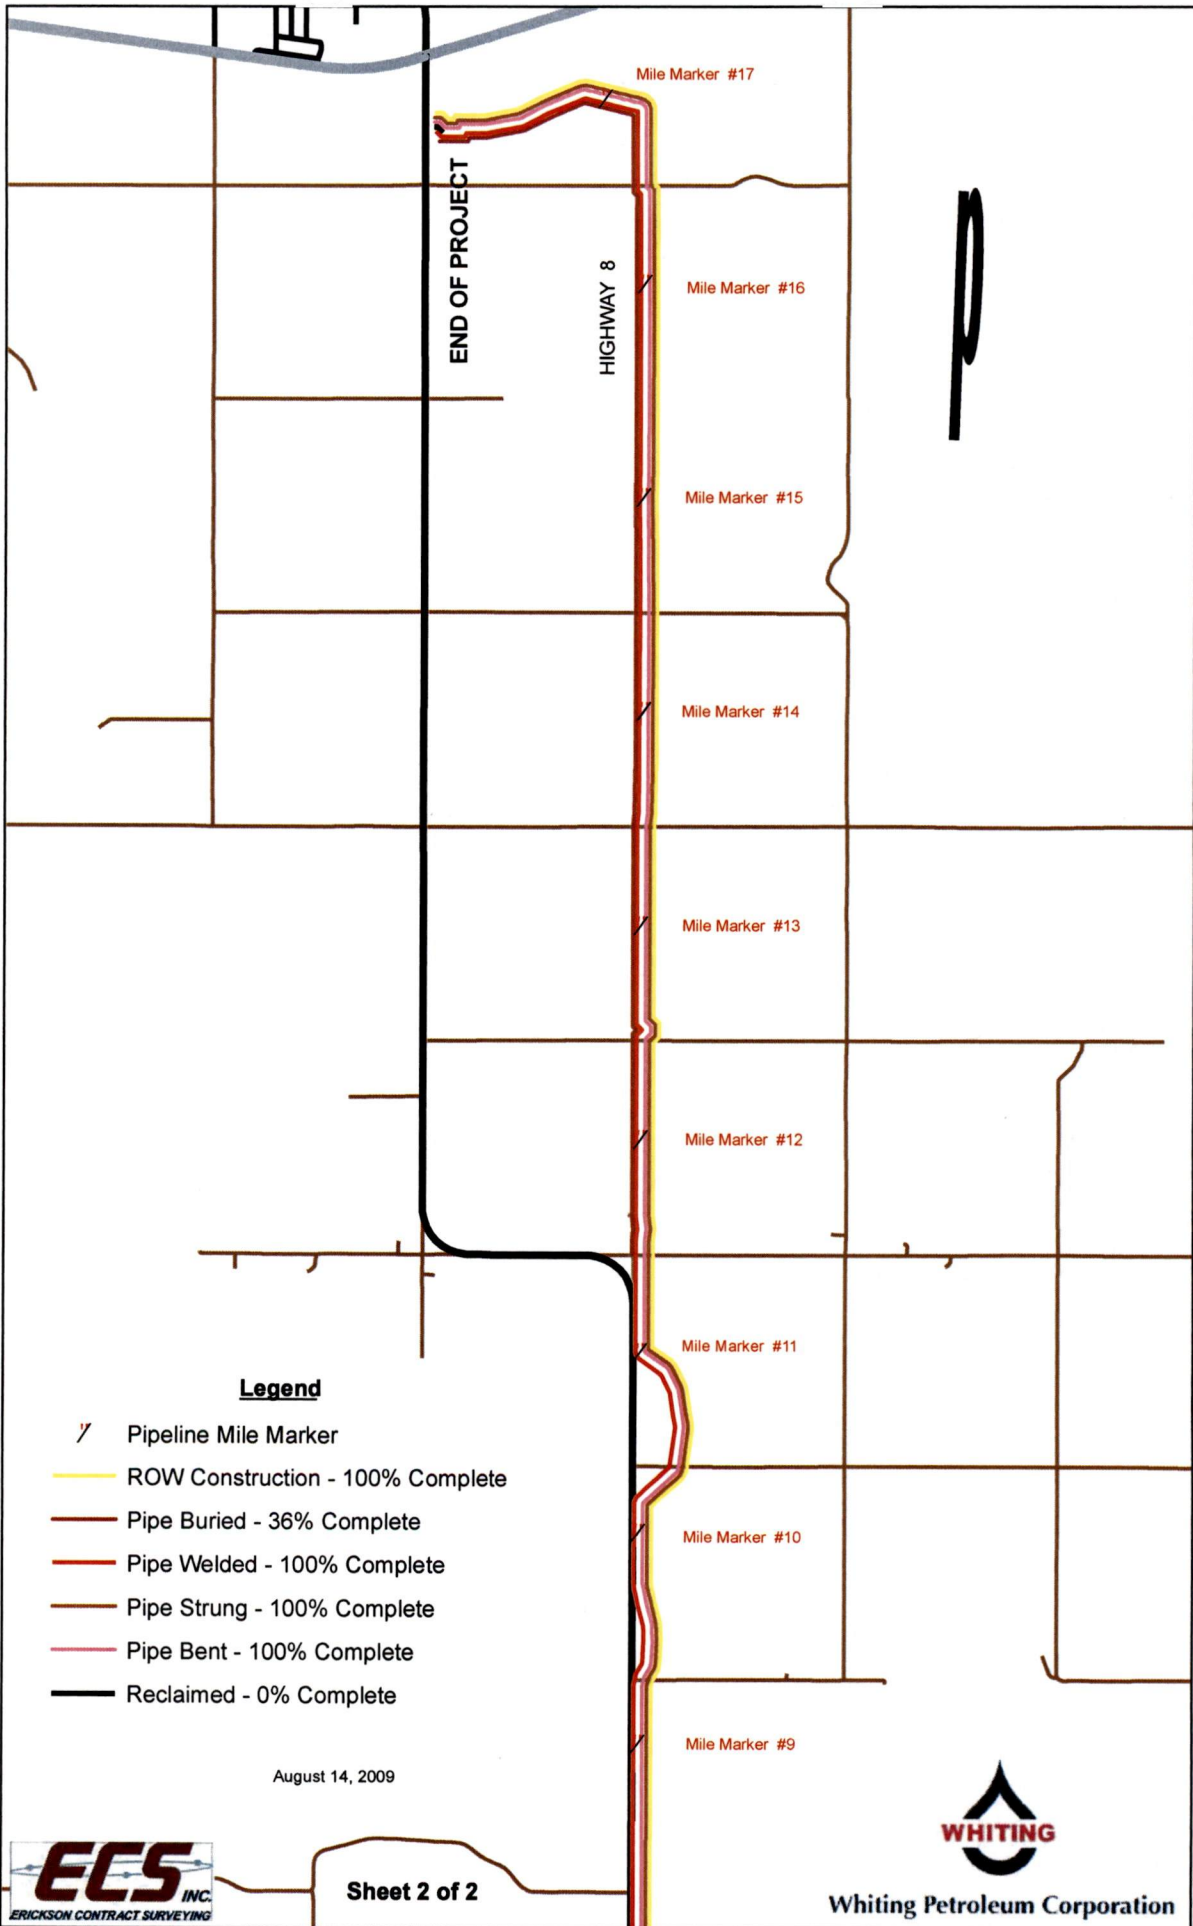 Mile Marker #17
END OF PROJECT
HIGHWAY 8
Mile Marker #16
Mile Marker #15
Mile Marker #14
Mile Marker #13
Mile Marker #12
Mile Marker #11
Legend
Pipeline Mile Marker
ROW Construction - 100% Complete
Pipe Buried - 36% Complete
Pipe Welded - 100% Complete
Pipe Strung - 100% Complete
Pipe Bent - 100% Complete
Reclaimed - 0% Complete
Mile Marker #10
Mile Marker #9
August 14, 2009
ECS INC.
ERICKSON CONTRACT SURVEYING
Sheet 2 of 2
WHITING
Whiting Petroleum Corporation